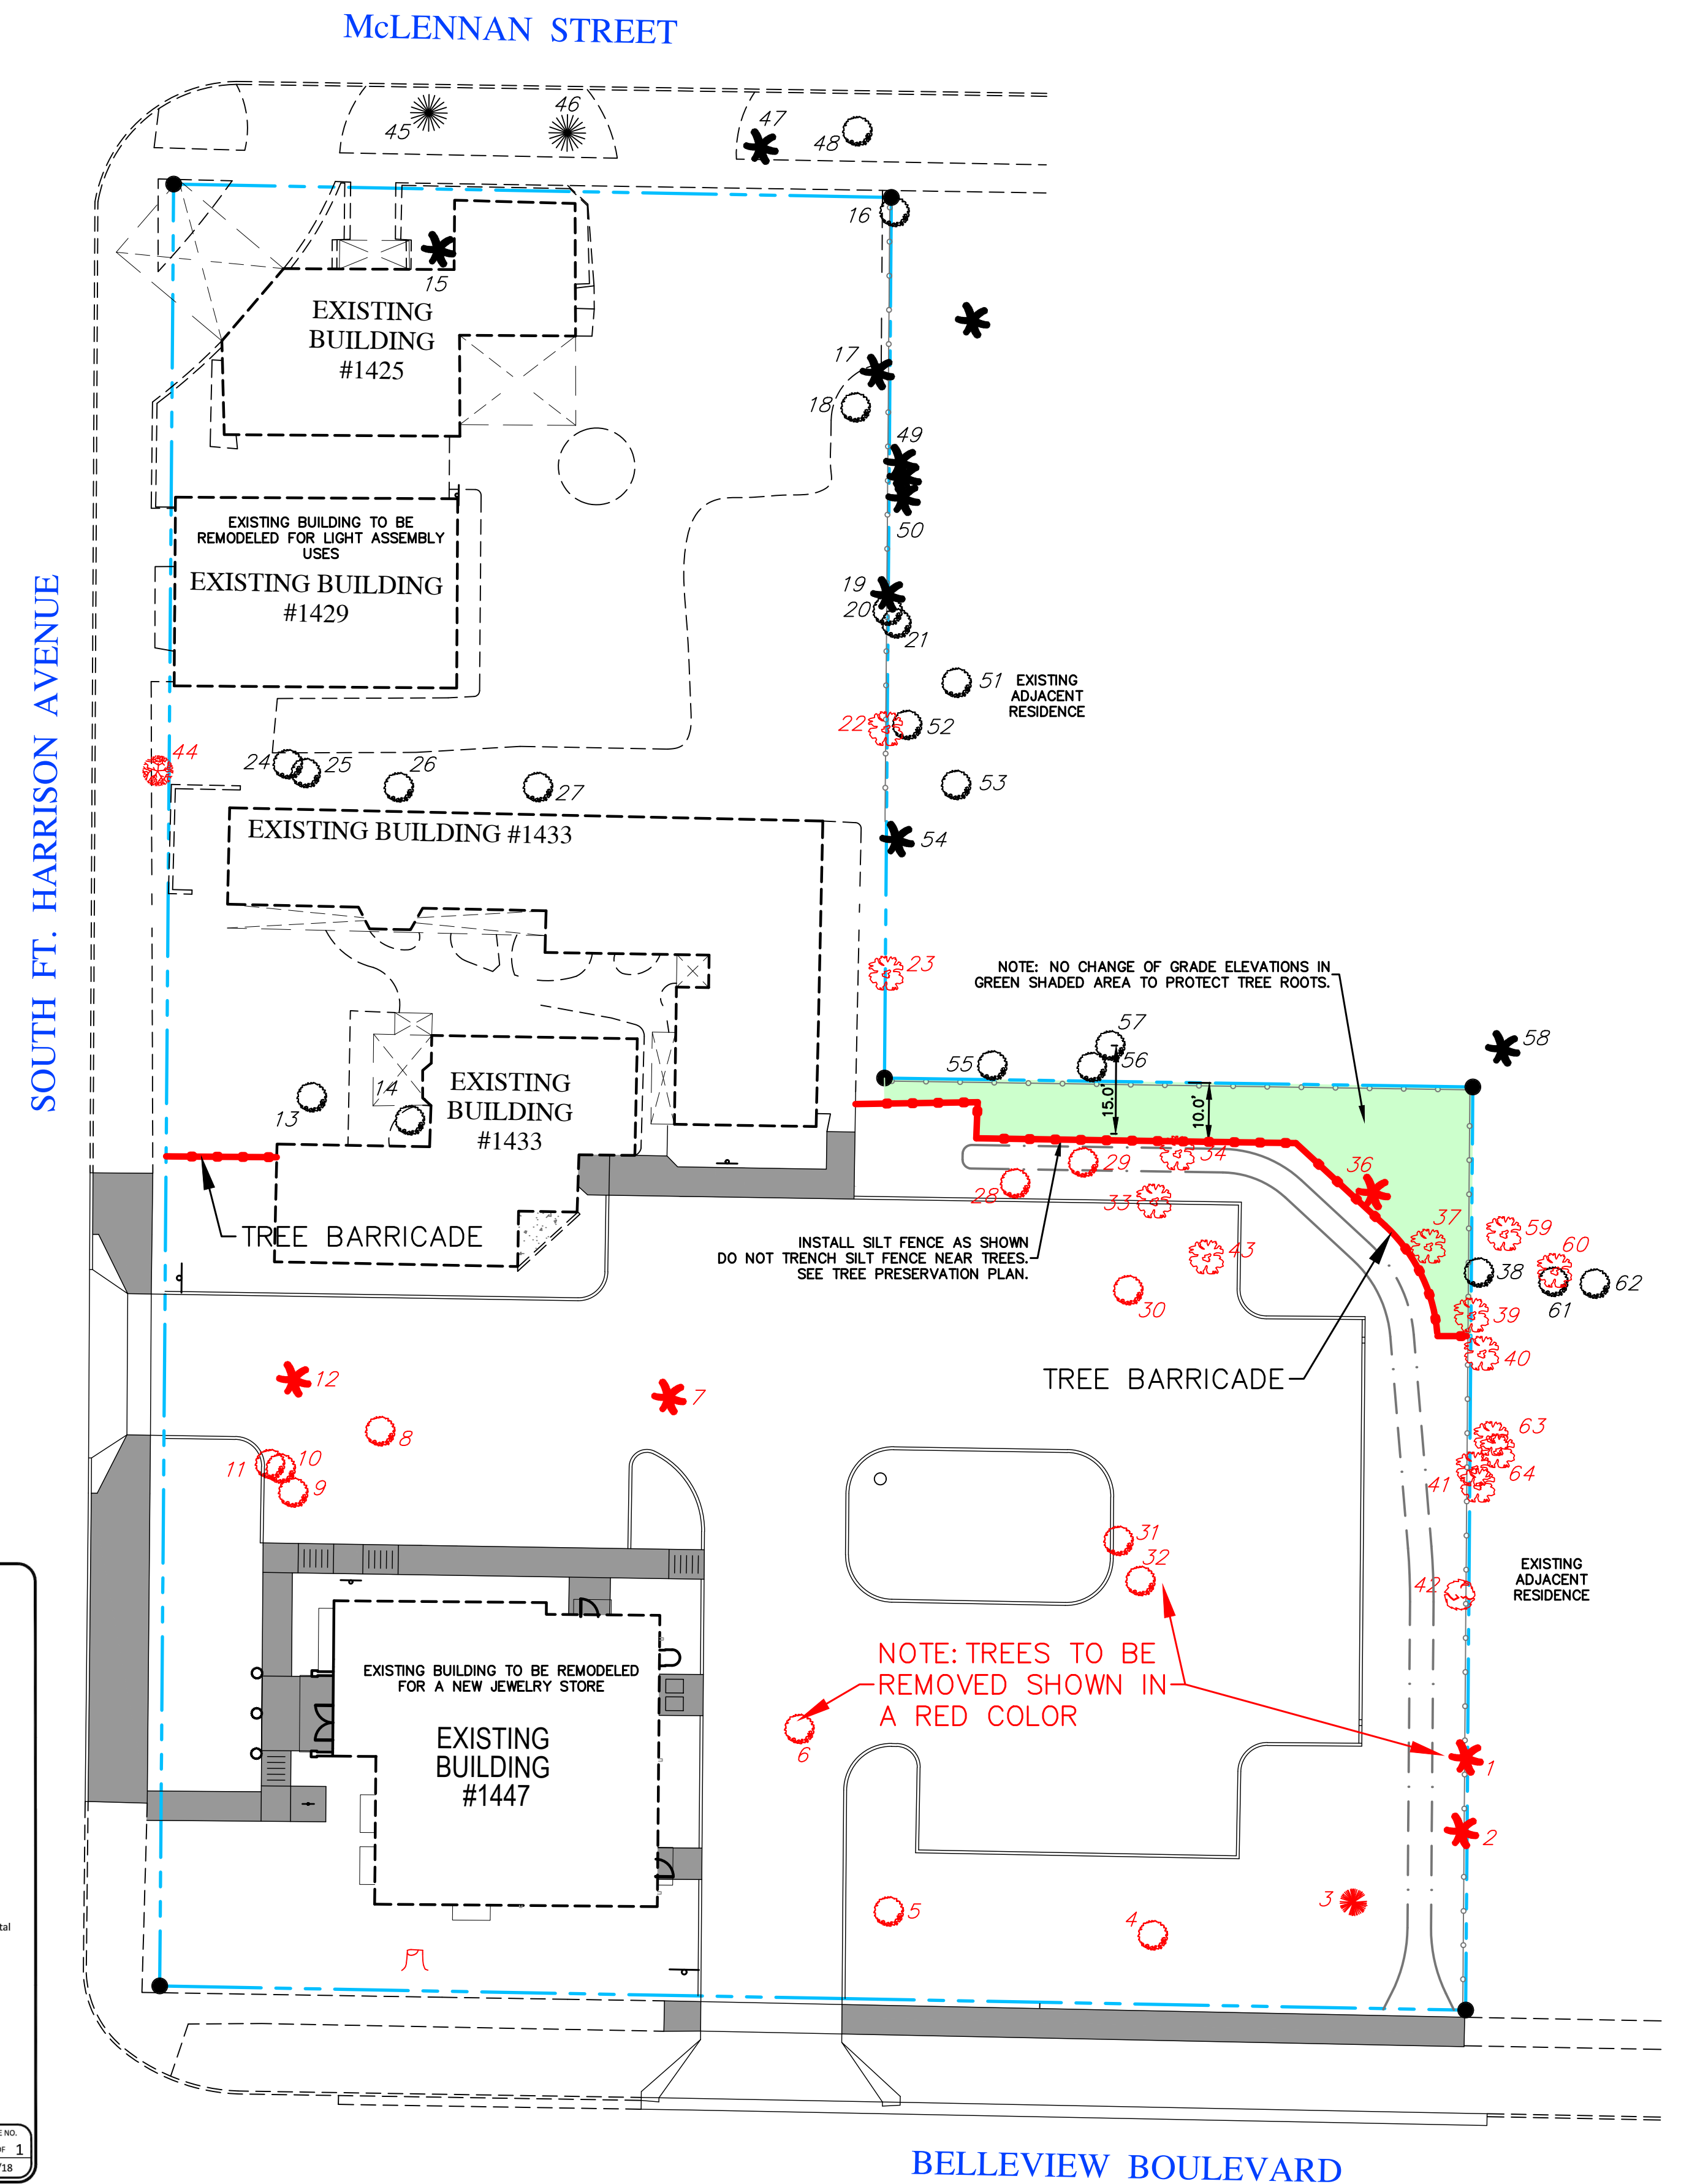 McLENNAN STREET
45
46
47
48
16
15
EXISTING
BUILDING
#1425
17
18
49
50
EXISTING BUILDING TO BE
REMODELED FOR LIGHT ASSEMBLY
USES
EXISTING BUILDING
#1429
SOUTH FT. HARRISON AVENUE
19
20
21
51
EXISTING
ADJACENT
RESIDENCE
22
52
44
24
25
26
27
53
EXISTING BUILDING #1433
54
23
NOTE: NO CHANGE OF GRADE ELEVATIONS IN
GREEN SHADED AREA TO PROTECT TREE ROOTS.
57
55
56
58
15.0'
10.0'
13
14
EXISTING
BUILDING
#1433
29
34
28
33
36
37
59
60
38
61
62
TREE BARRICADE
INSTALL SILT FENCE AS SHOWN
DO NOT TRENCH SILT FENCE NEAR TREES.
SEE TREE PRESERVATION PLAN.
43
30
39
40
TREE BARRICADE
12
7
8
11
10
9
63
64
41
31
32
42
EXISTING
ADJACENT
RESIDENCE
NOTE: TREES TO BE
REMOVED SHOWN IN
A RED COLOR
EXISTING BUILDING TO BE REMODELED
FOR A NEW JEWELRY STORE
EXISTING
BUILDING
#1447
6
1
2
3
5
4
tal
E NO.
OF 1
/18
BELLEVIEW BOULEVARD